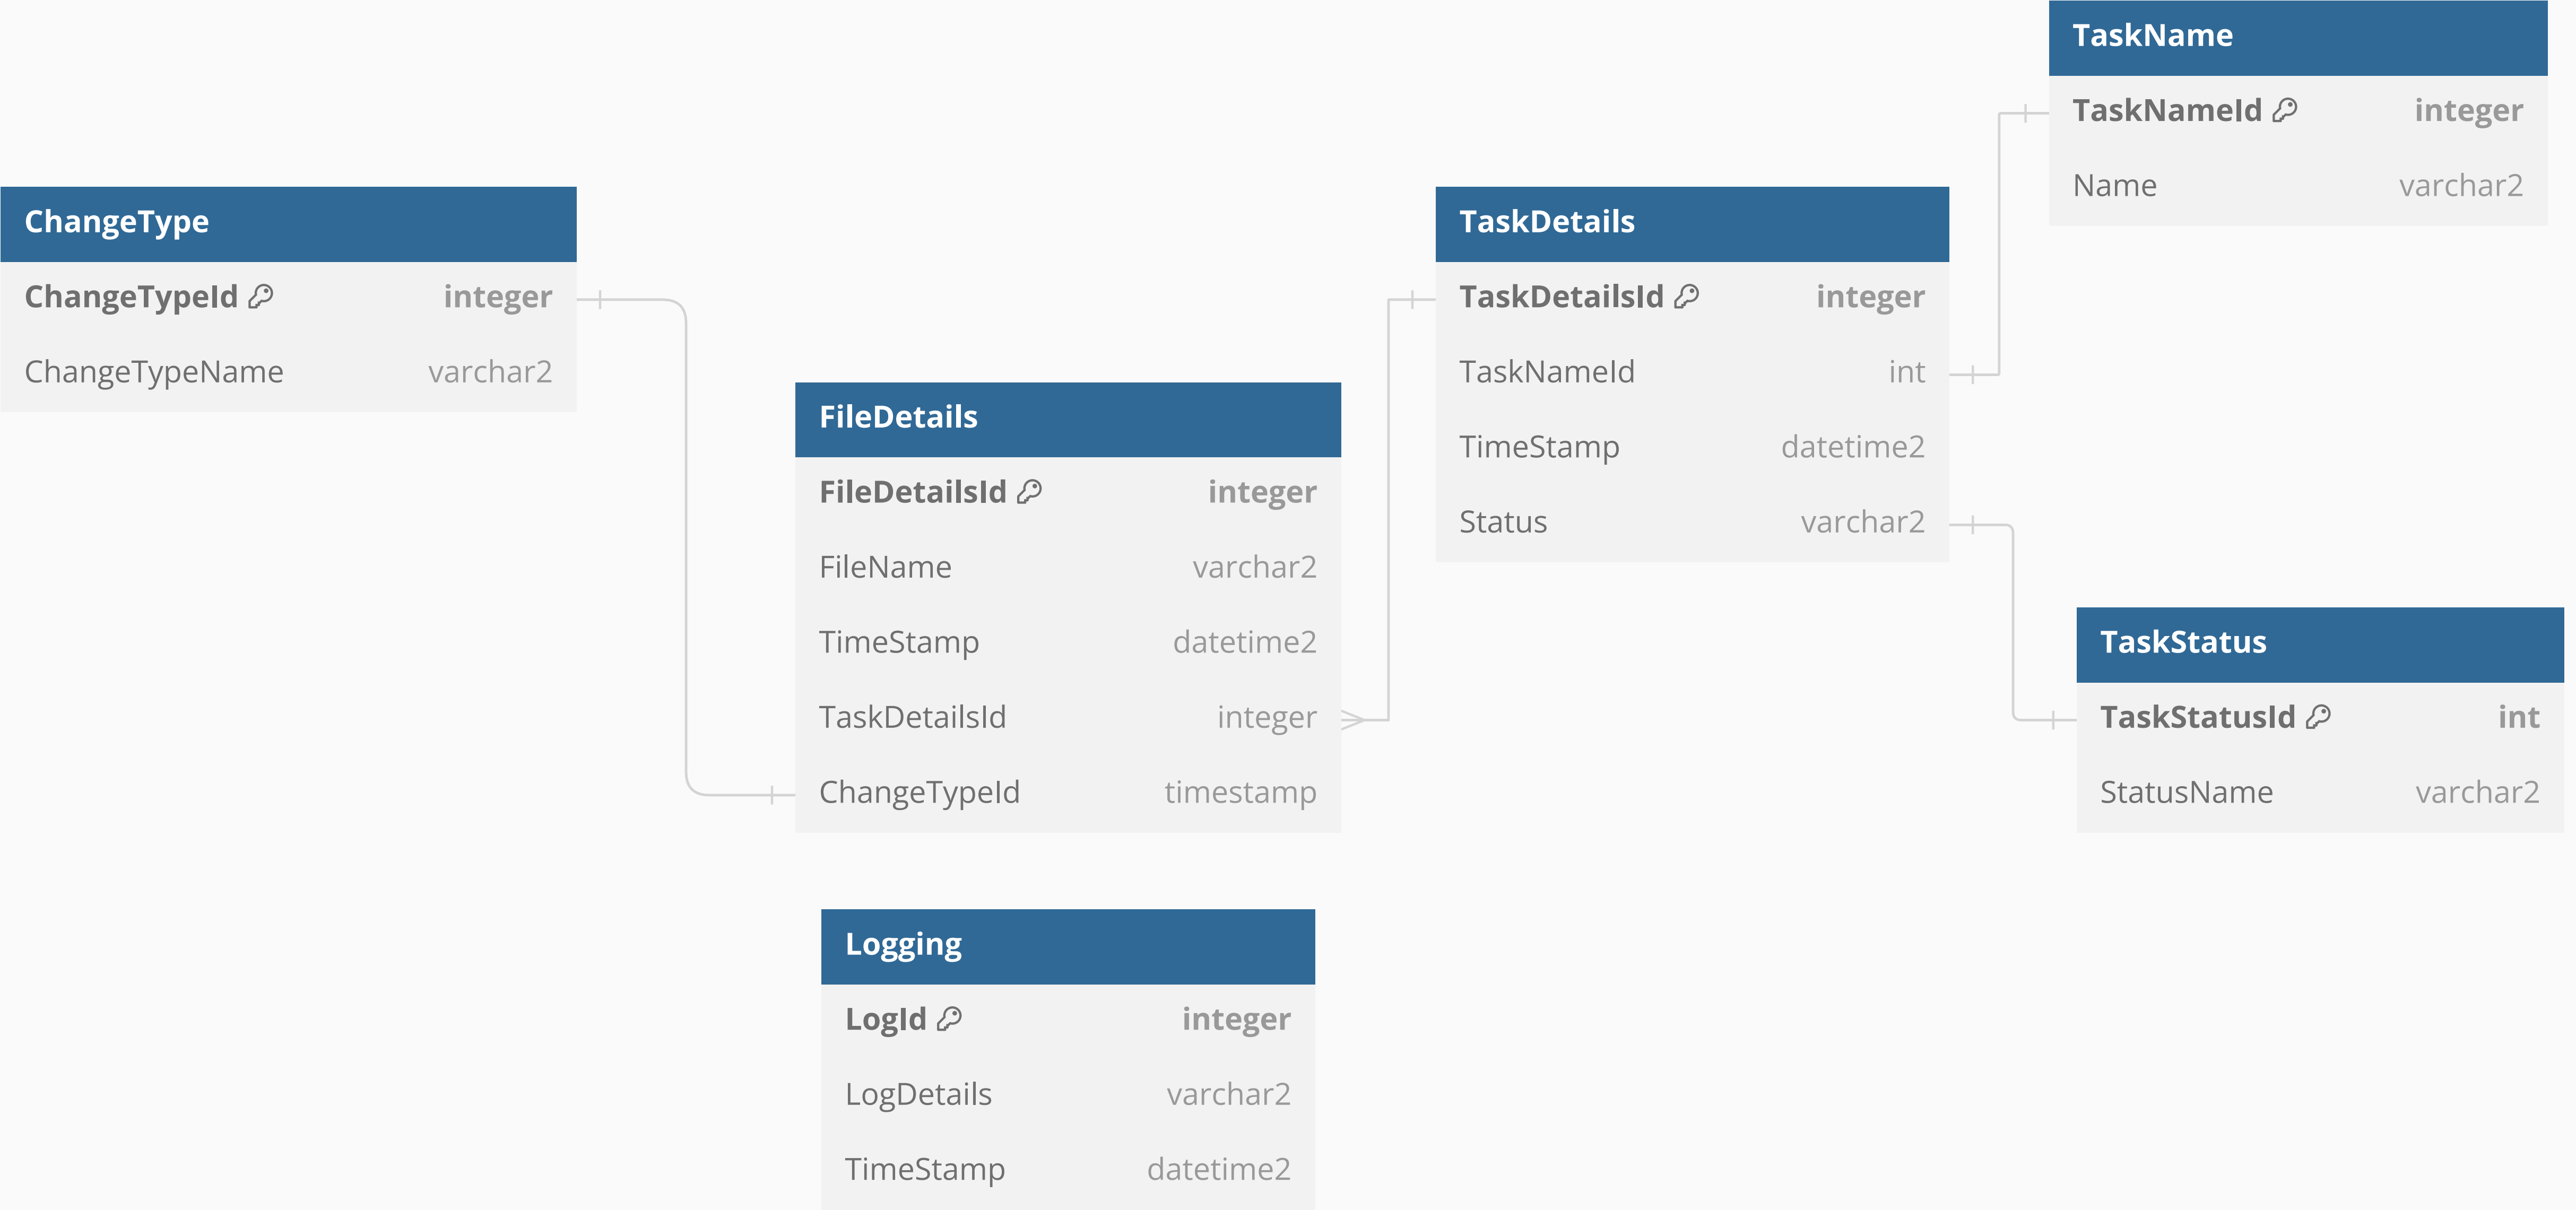 TaskName
TaskNameId integer
Name varchar2
ChangeType
ChangeTypeId integer
ChangeTypeName varchar2
TaskDetails
TaskDetailsId integer
TaskNameId int
TimeStamp datetime2
Status varchar2
FileDetails
FileDetailsId integer
FileName varchar2
TimeStamp datetime2
TaskDetailsId integer
ChangeTypeId timestamp
TaskStatus
TaskStatusId int
StatusName varchar2
Logging
LogId integer
LogDetails varchar2
TimeStamp datetime2